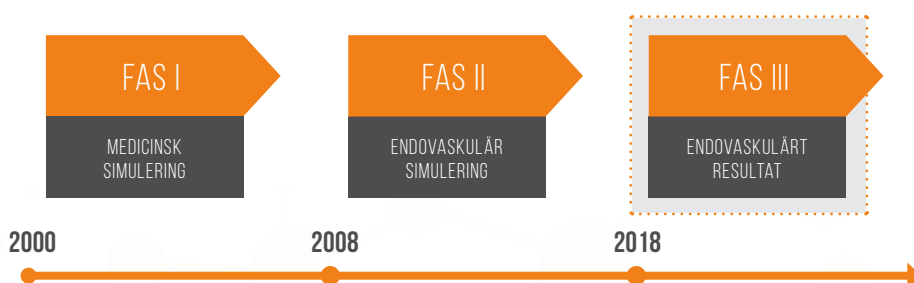 FAS I
FAS II
FAS III
MEDICINSK
SIMULERING
ENDOVASKULÄR
SIMULERING
ENDOVASKULÄRT
RESULTAT
2000
2008
2018